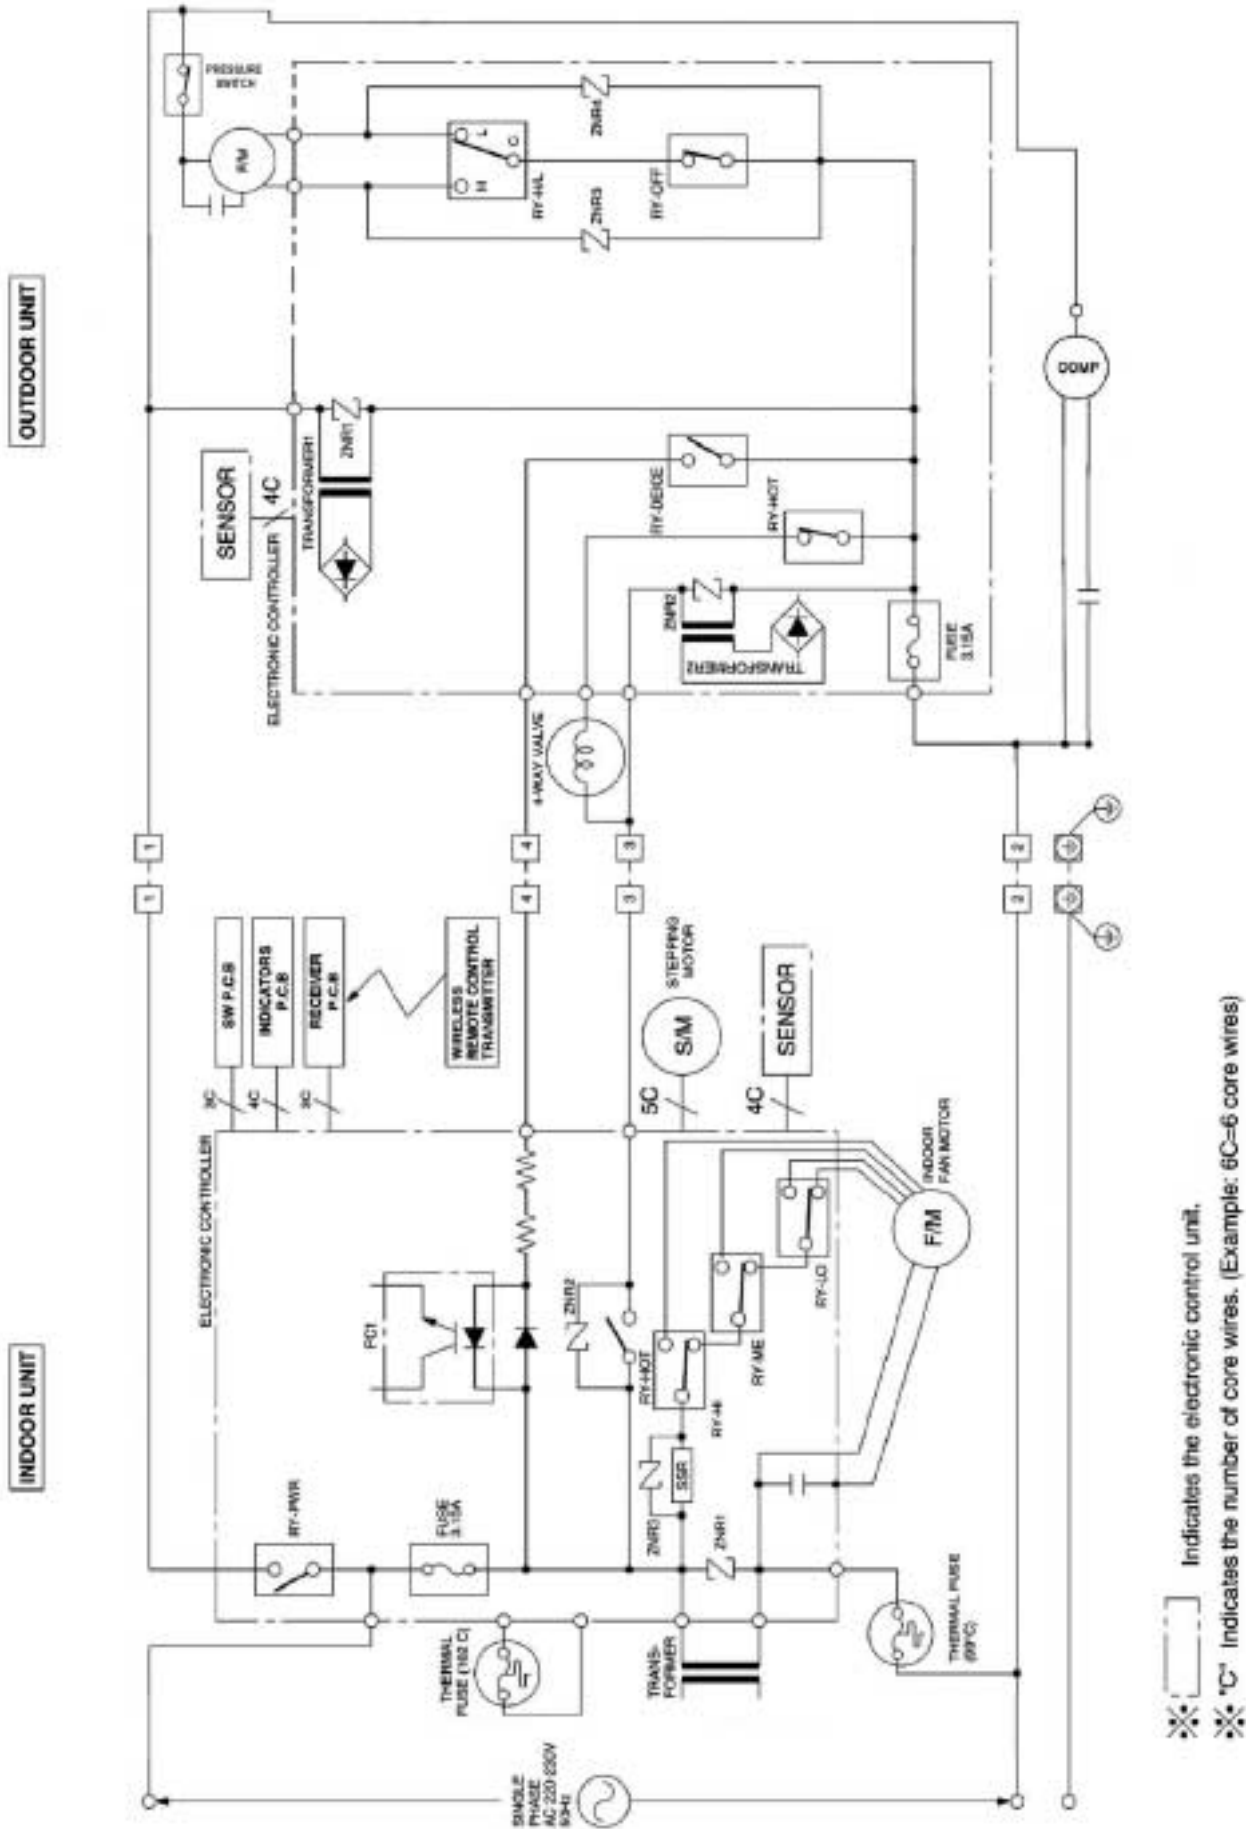 INDOOR UNIT
OUTDOOR UNIT
SINGLE
PHASE
AC 220-230V
50Hz
RY-PWR
FUSE
3.15A
THERMAL
FUSE (102 C)
TRANS-
FORMER
THERMAL FUSE
(99°C)
ELECTRONIC CONTROLLER
PC1
ZNR2
RY-HOT
ZNR3
SSR
ZNR1
RY-HI
RY-ME
RY-LO
F/M
INDOOR
FAN MOTOR
3C
4C
3C
SW P.C.B
INDICATORS
P.C.B
RECEIVER
P.C.B
WIRELESS
REMOTE CONTROL
TRANSMITTER
5C
S/M
STEPPING
MOTOR
4C
SENSOR
1
1
4
4
3
3
2
2
4-WAY VALVE
ELECTRONIC CONTROLLER
SENSOR
4C
TRANSFORMER1
ZNR1
ZNR2
TRANSFORMER2
RY-DEICE
RY-HOT
FUSE
3.15A
COMP
PRESSURE
SWITCH
F/M
H
L
C
RY-H/L
ZNR3
ZNR4
RY-OFF
※ Indicates the electronic control unit.
※ "C" Indicates the number of core wires. (Example: 6C=6 core wires)